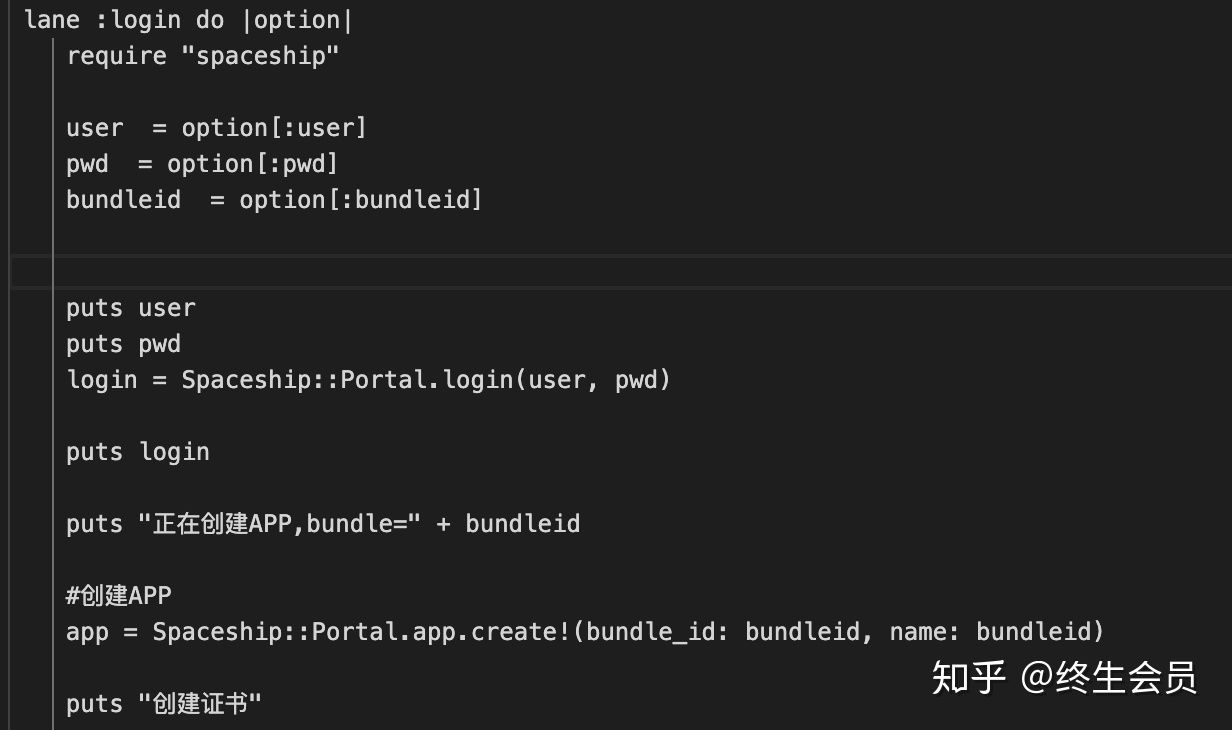 lane :login do |option|
require "spaceship"
user  = option[:user]
pwd  = option[:pwd]
bundleid  = option[:bundleid]
puts user
puts pwd
login = Spaceship::Portal.login(user, pwd)
puts login
puts "正在创建APP,bundle=" + bundleid
#创建APP
app = Spaceship::Portal.app.create!(bundle_id: bundleid, name: bundleid)
puts "创建证书"
知乎 @终生会员